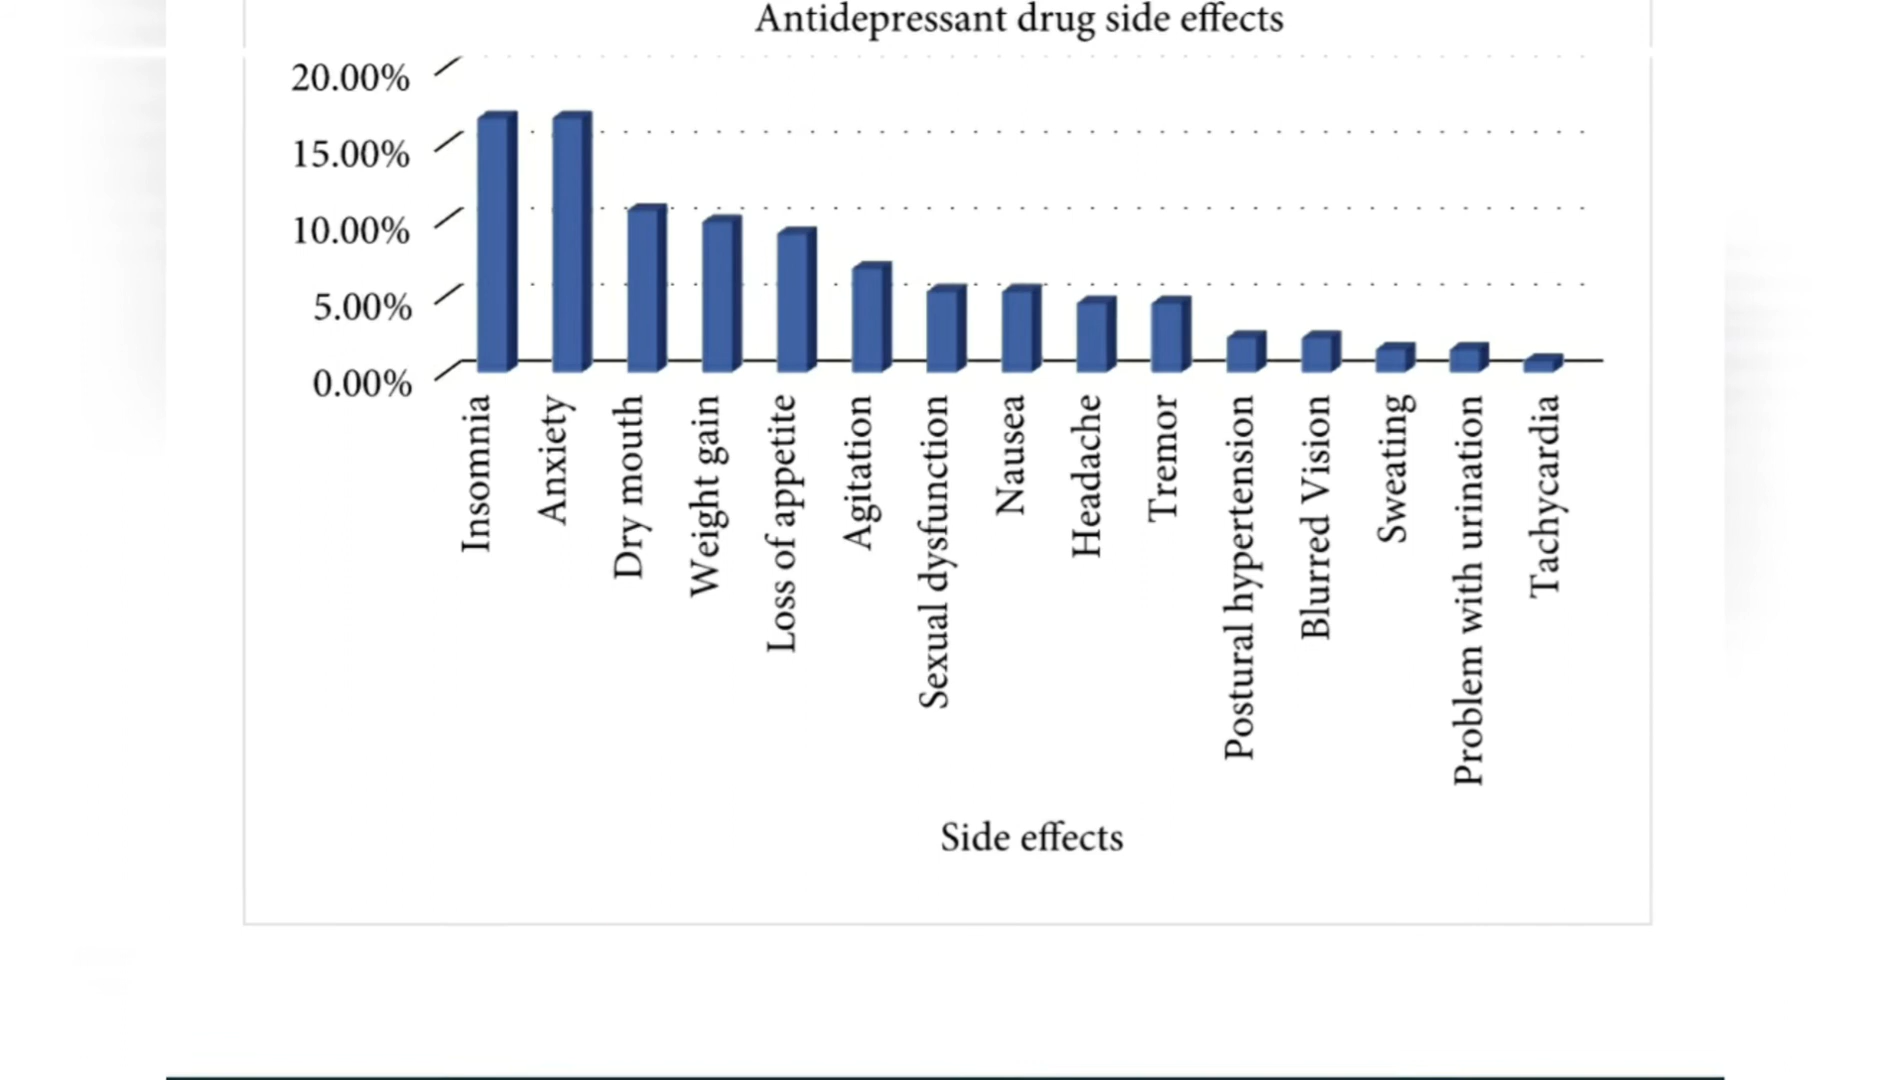 Antidepressant drug side effects
20.00%
15.00%
10.00%
5.00%
0.00%
Insomnia
Anxiety
Dry mouth
Weight gain
Loss of appetite
Agitation
Sexual dysfunction
Nausea
Headache
Tremor
Postural hypertension
Blurred Vision
Sweating
Problem with urination
Tachycardia
Side effects